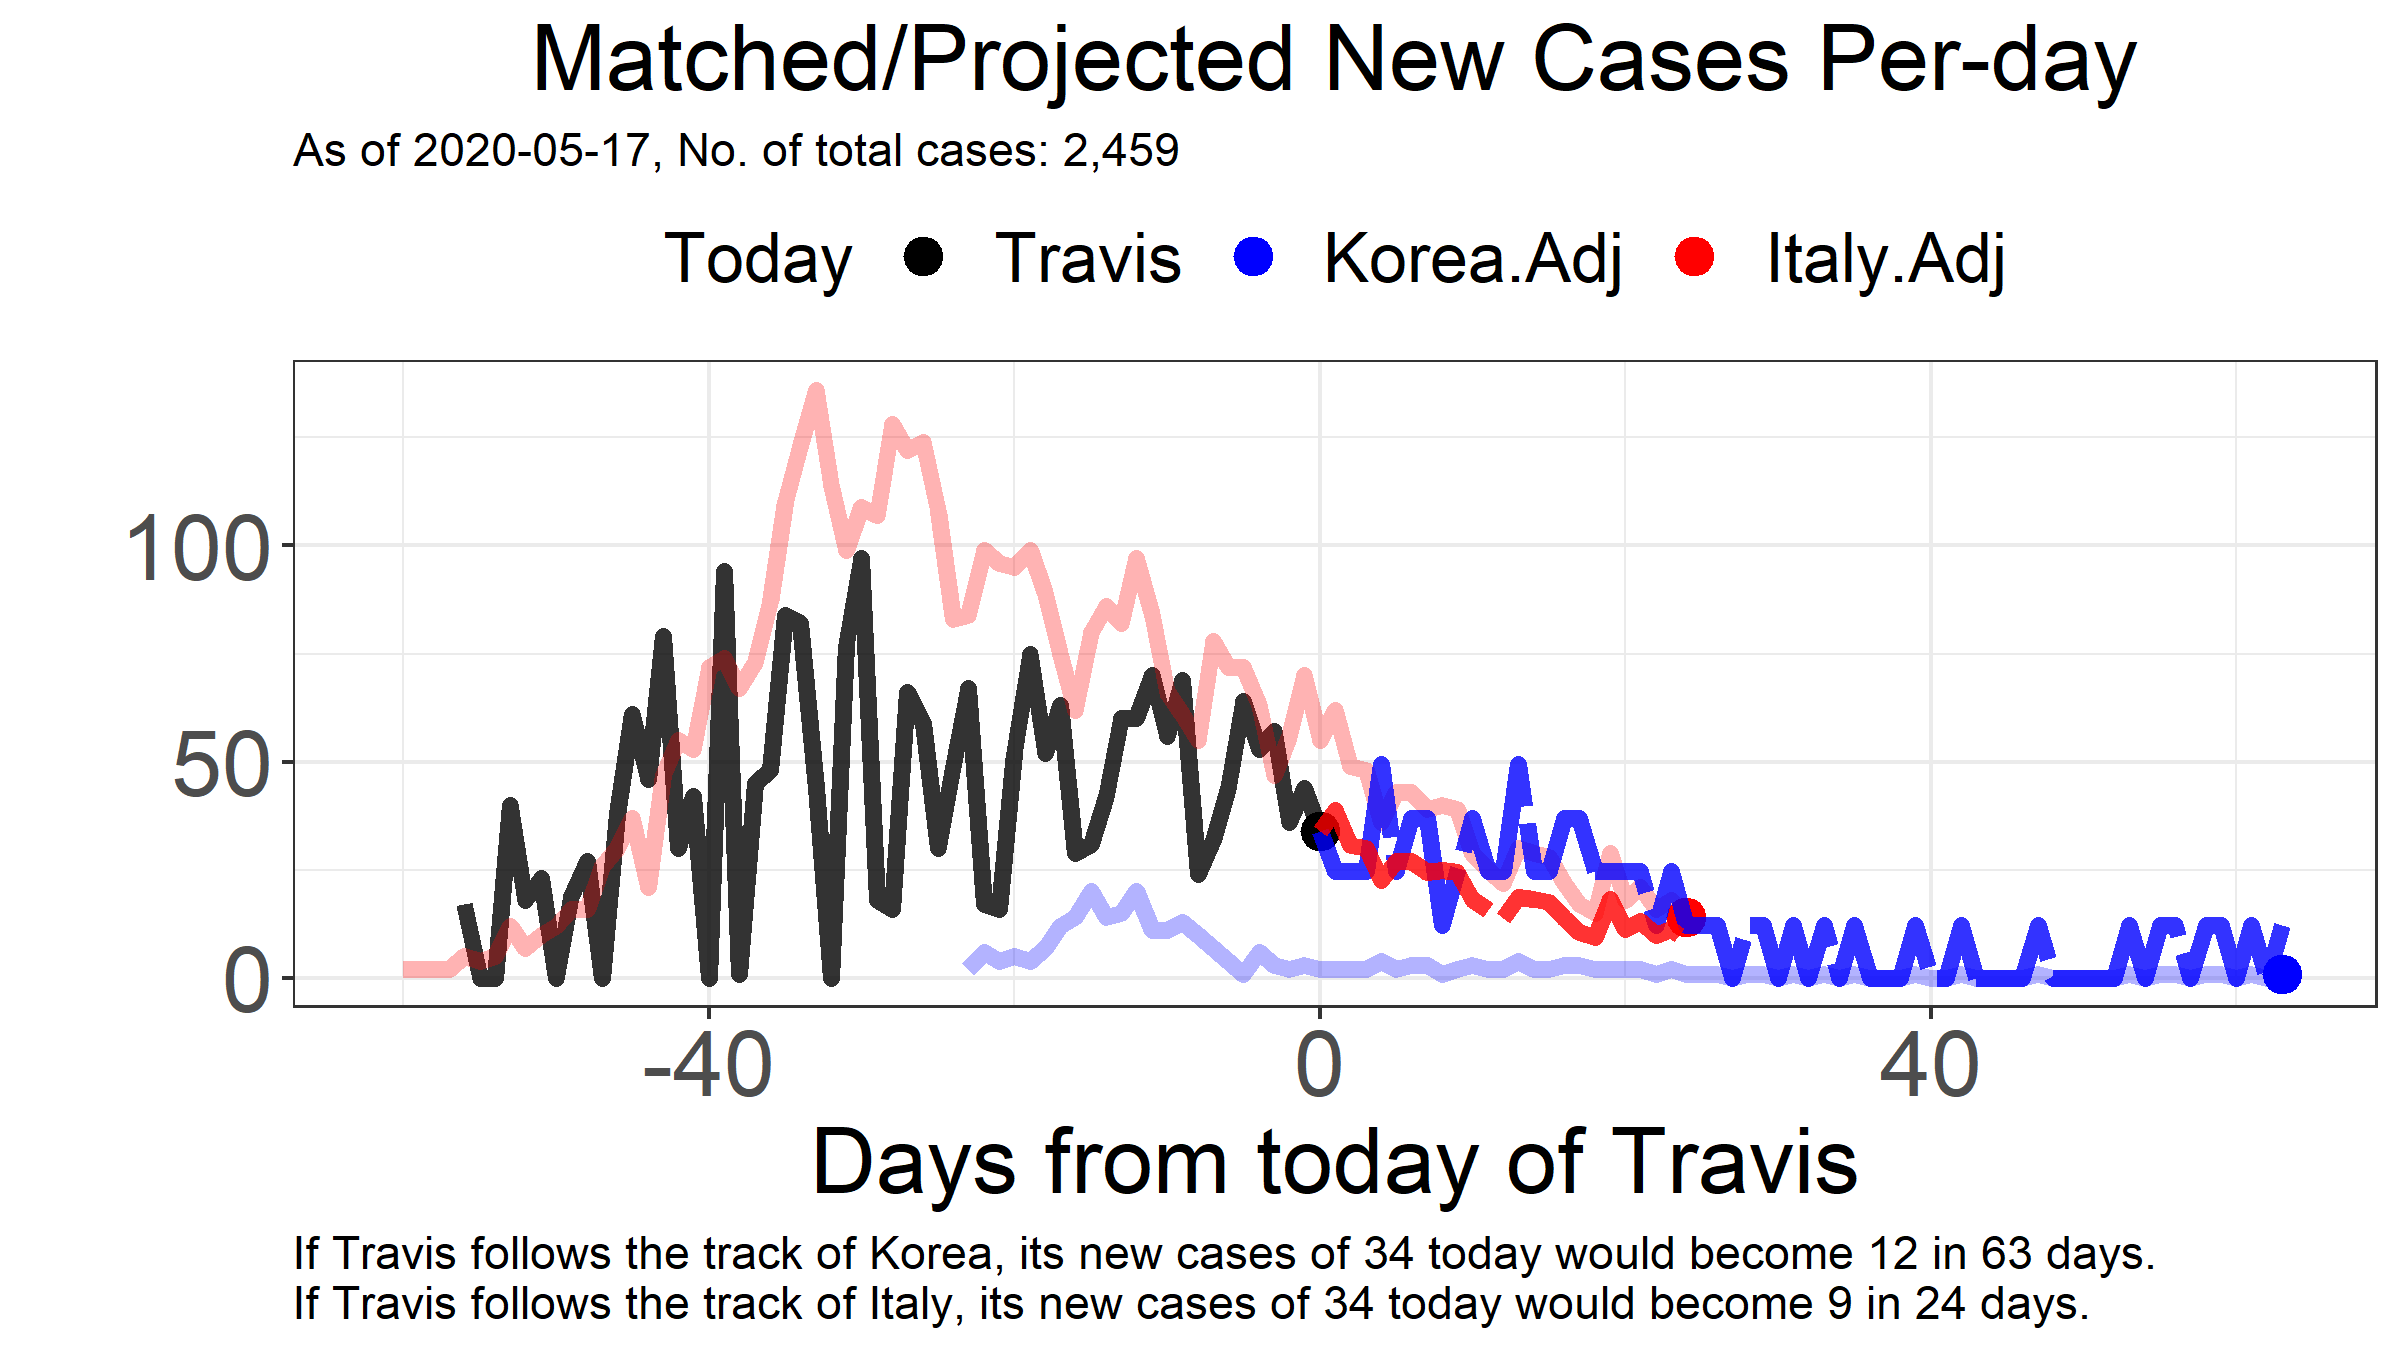 Matched/Projected New Cases Per-day
As of 2020-05-17, No. of total cases: 2,459
Today Travis Korea.Adj Italy.Adj
100
50
0
-40 0 40
Days from today of Travis
If Travis follows the track of Korea, its new cases of 34 today would become 12 in 63 days.
If Travis follows the track of Italy, its new cases of 34 today would become 9 in 24 days.